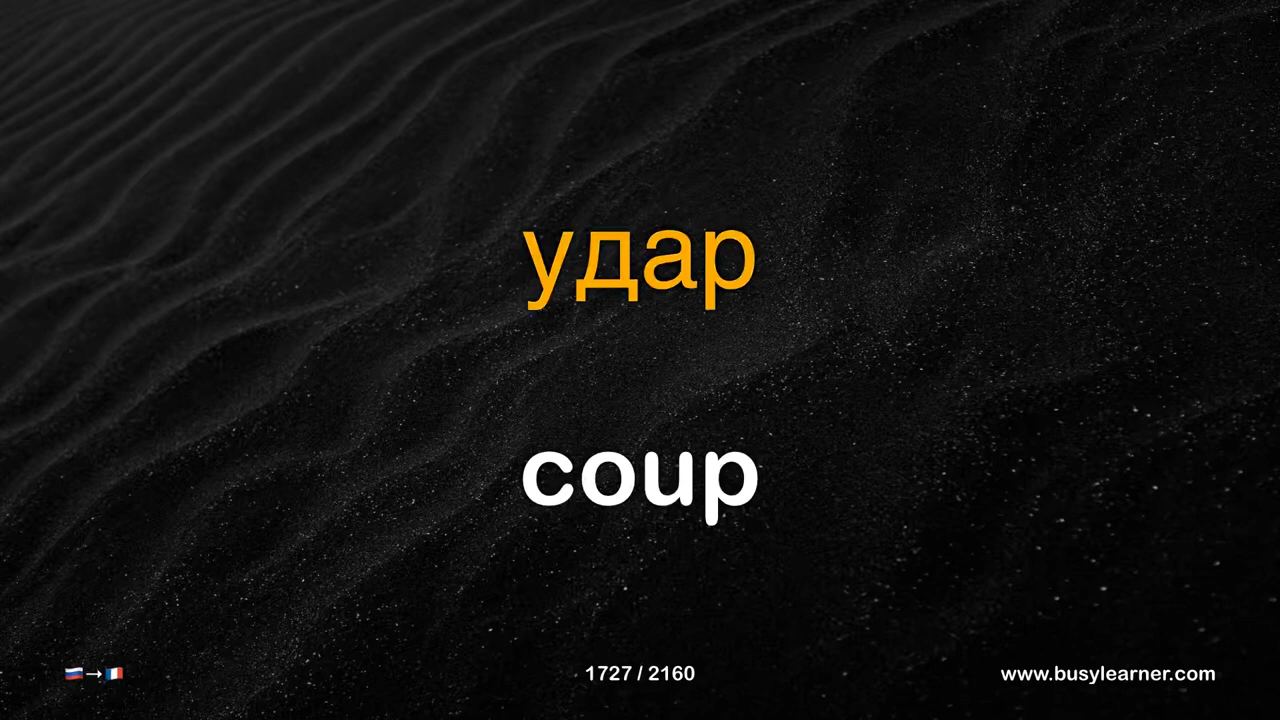 удар
coup
🇷🇺→🇫🇷
1727 / 2160
www.busylearner.com